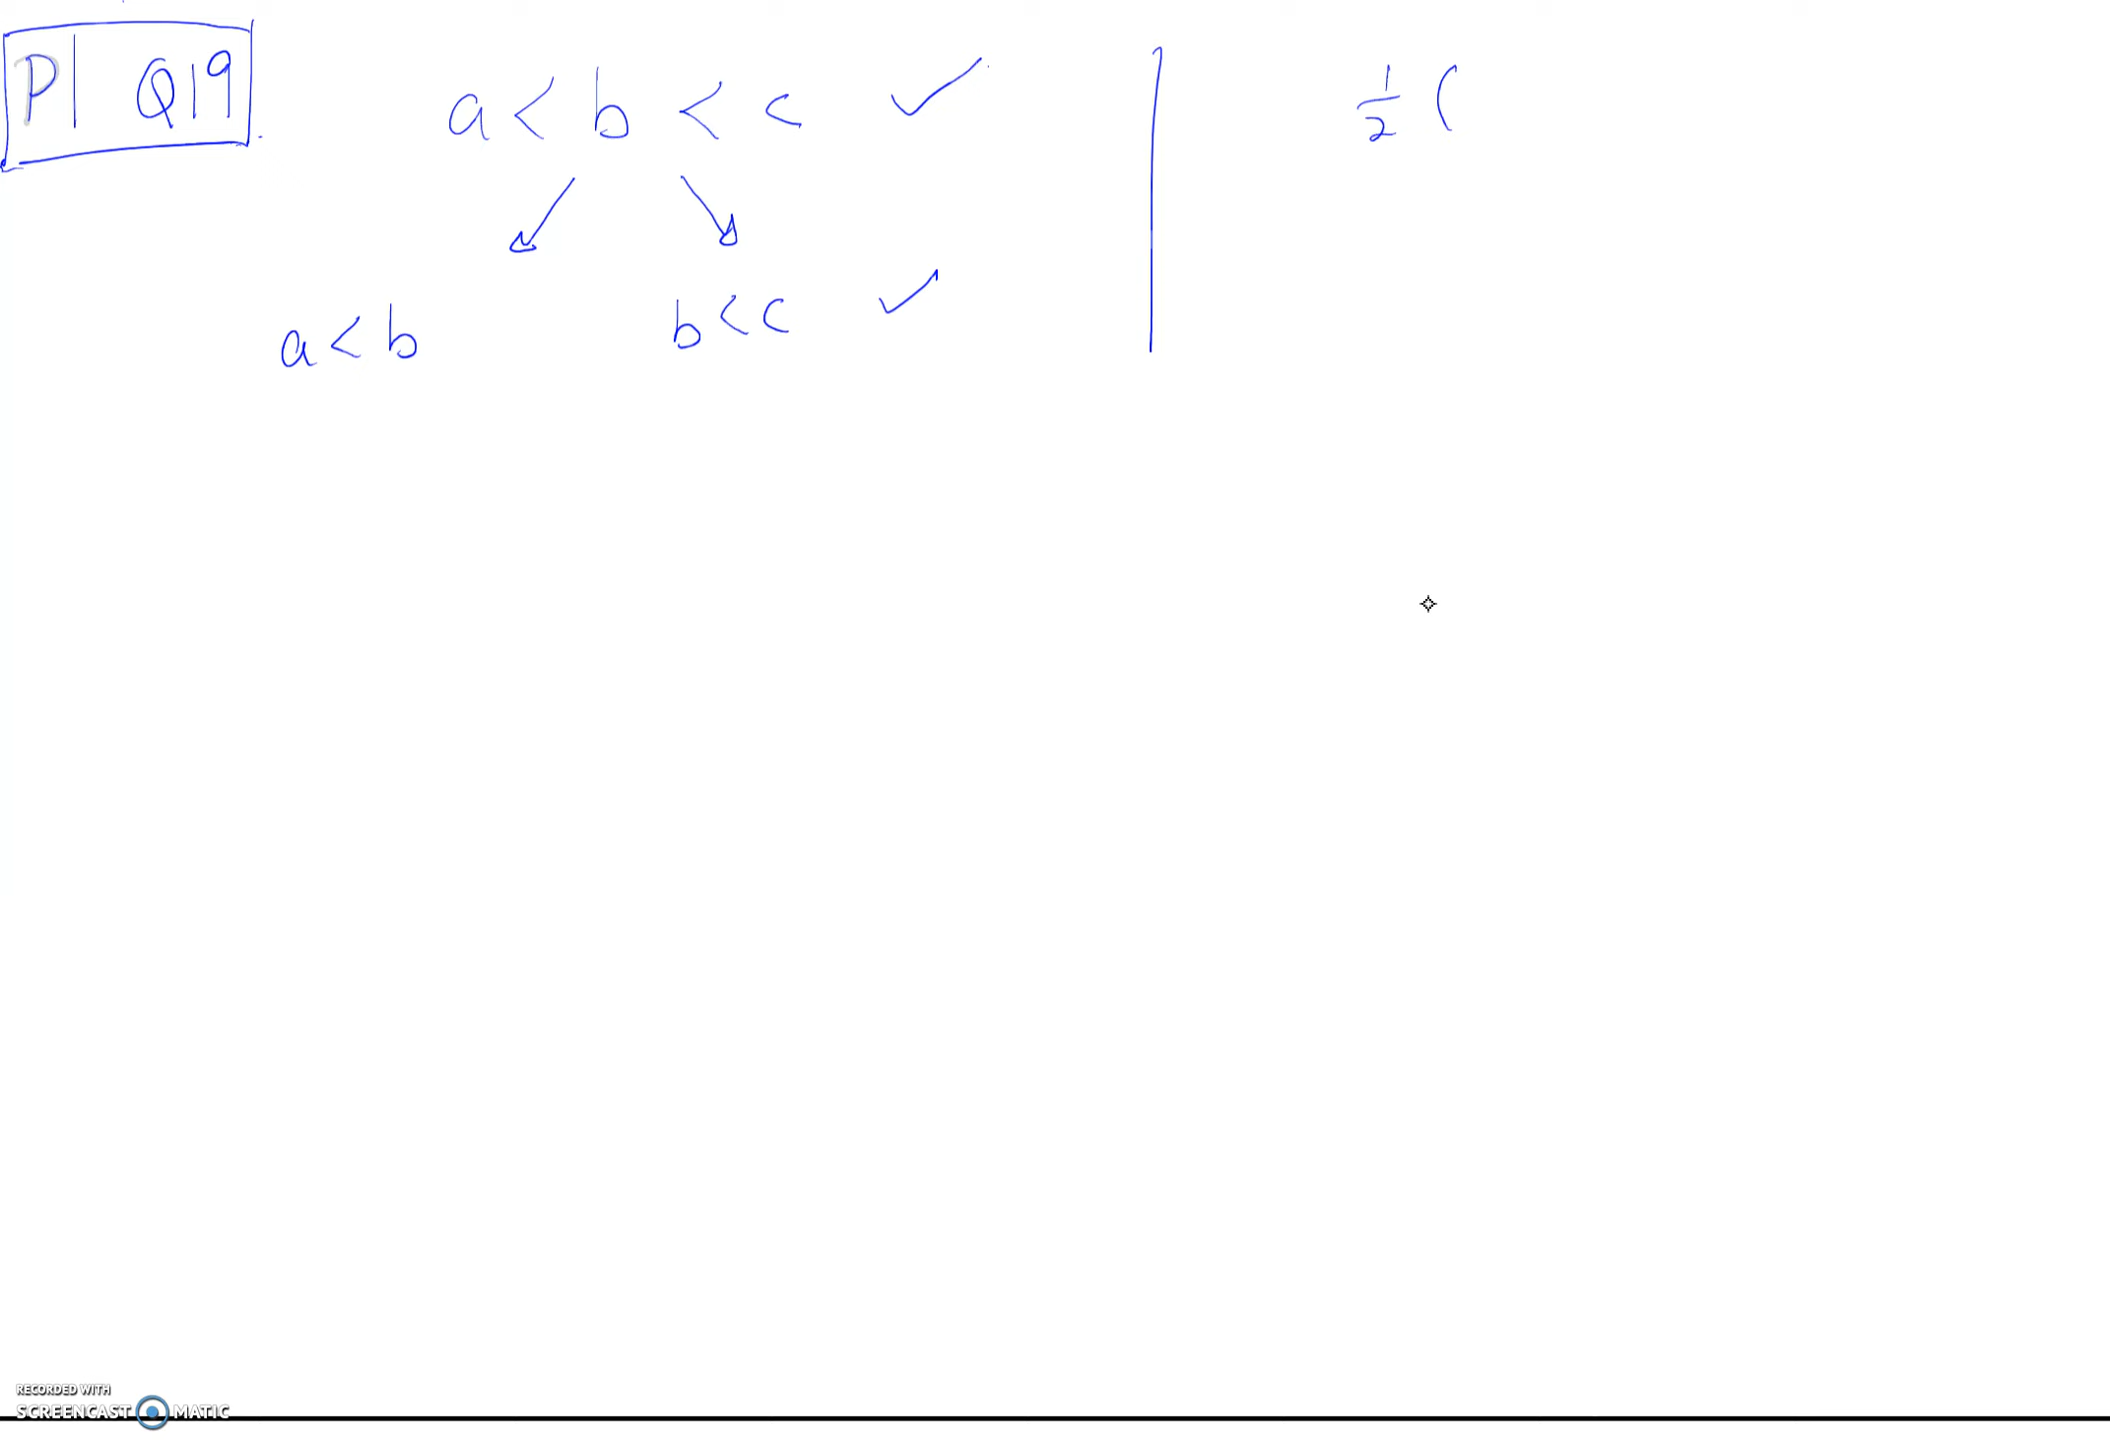 P1 Q19
a < b < c ✓
a < b b < c ✓
1/2 (
RECORDED WITH
SCREENCAST MATIC